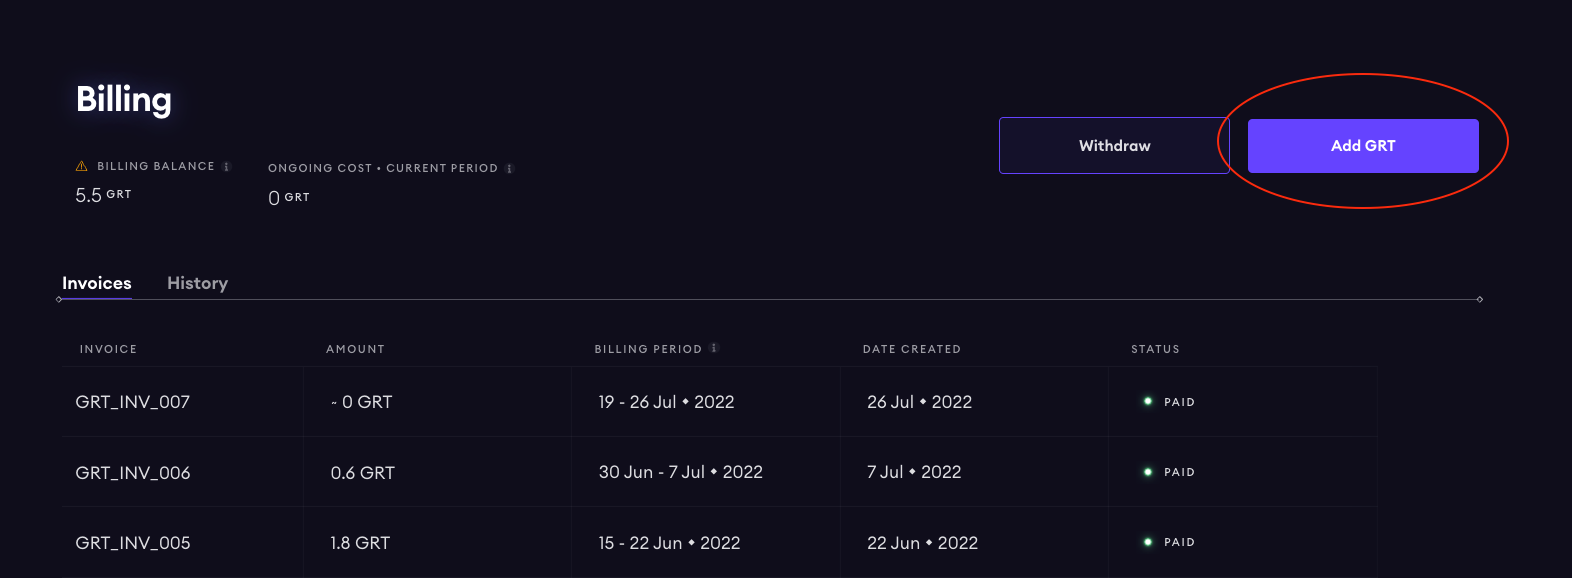 Billing
Withdraw
Add GRT
BILLING BALANCE i
ONGOING COST • CURRENT PERIOD i
5.5 GRT
0 GRT
Invoices
History
INVOICE AMOUNT BILLING PERIOD i DATE CREATED STATUS
GRT_INV_007 ~ 0 GRT 19 - 26 Jul ⬥ 2022 26 Jul ⬥ 2022 PAID
GRT_INV_006 0.6 GRT 30 Jun - 7 Jul ⬥ 2022 7 Jul ⬥ 2022 PAID
GRT_INV_005 1.8 GRT 15 - 22 Jun ⬥ 2022 22 Jun ⬥ 2022 PAID